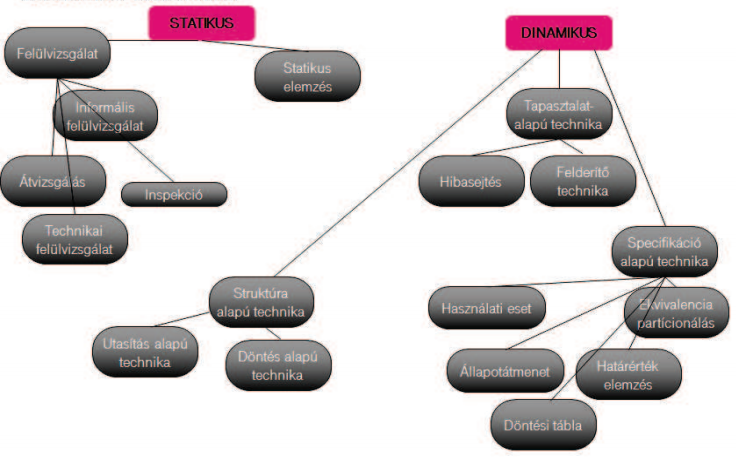 STATIKUS
DINAMIKUS
Felülvizsgálat
Statikus
elemzés
Informális
felülvizsgálat
Átvizsgálás
Inspekció
Technikai
felülvizsgálat
Tapasztalat-
alapú technika
Hibasejtés
Felderítő
technika
Specifikáció
alapú technika
Struktúra
alapú technika
Utasítás alapú
technika
Döntés alapú
technika
Használati eset
Ekvivalencia
particionálás
Állapotátmenet
Határérték
elemzés
Döntési tábla